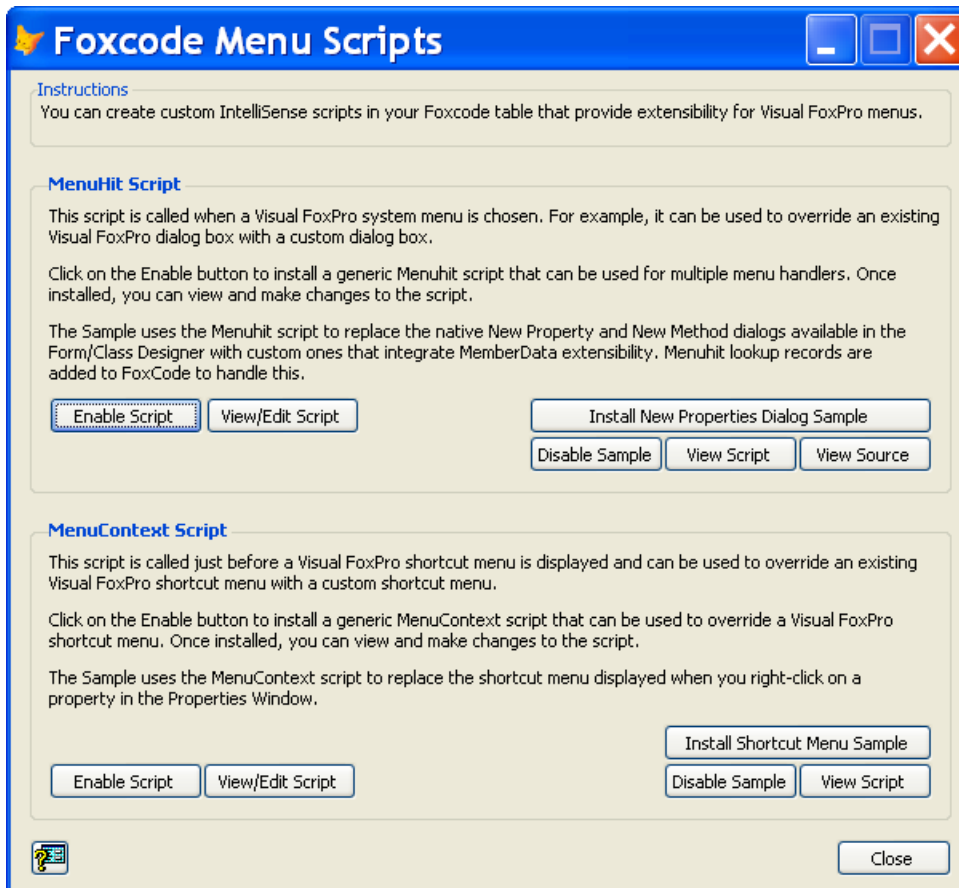 Foxcode Menu Scripts
Instructions
You can create custom IntelliSense scripts in your Foxcode table that provide extensibility for Visual FoxPro menus.
MenuHit Script
This script is called when a Visual FoxPro system menu is chosen. For example, it can be used to override an existing
Visual FoxPro dialog box with a custom dialog box.
Click on the Enable button to install a generic Menuhit script that can be used for multiple menu handlers. Once
installed, you can view and make changes to the script.
The Sample uses the Menuhit script to replace the native New Property and New Method dialogs available in the
Form/Class Designer with custom ones that integrate MemberData extensibility. Menuhit lookup records are
added to FoxCode to handle this.
Enable Script View/Edit Script Install New Properties Dialog Sample
Disable Sample View Script View Source
MenuContext Script
This script is called just before a Visual FoxPro shortcut menu is displayed and can be used to override an existing
Visual FoxPro shortcut menu with a custom shortcut menu.
Click on the Enable button to install a generic MenuContext script that can be used to override a Visual FoxPro
shortcut menu. Once installed, you can view and make changes to the script.
The Sample uses the MenuContext script to replace the shortcut menu displayed when you right-click on a
property in the Properties Window.
Install Shortcut Menu Sample
Enable Script View/Edit Script Disable Sample View Script
Close